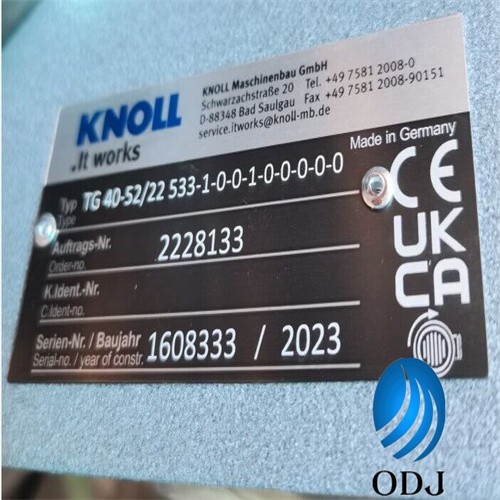 KNOLL
.It works
KNOLL Maschinenbau GmbH
Schwarzachstraße 20 Tel. +49 7581 2008-0
D-88348 Bad Saulgau Fax +49 7581 2008-90151
service.itworks@knoll-mb.de
Made in Germany
Typ TG 40-52/22 533-1-0-0-1-0-0-0-0-0
Type
Auftrags-Nr. 2228133
Order-no.
K.Ident.-Nr.
C.Ident-no.
Serien-Nr. / Baujahr 1608333 / 2023
Serial-no. / year of constr.
CE
UK
CA
ODJ